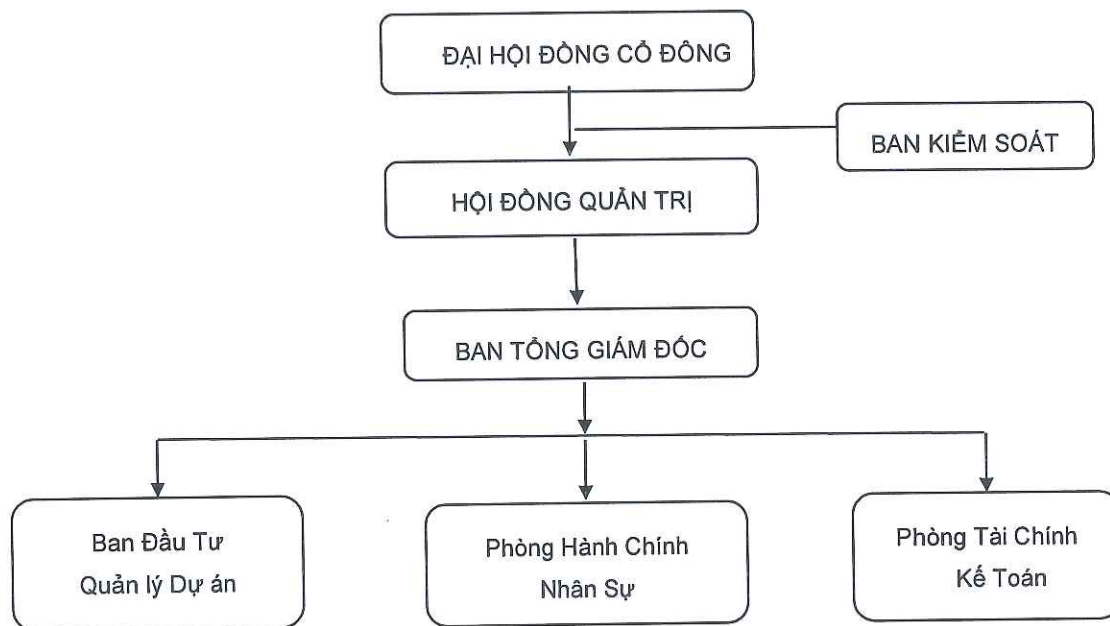 ĐẠI HỘI ĐỒNG CỔ ĐÔNG
BAN KIỂM SOÁT
HỘI ĐỒNG QUẢN TRỊ
BAN TỔNG GIÁM ĐỐC
Ban Đầu Tư
Quản lý Dự án
Phòng Hành Chính
Nhân Sự
Phòng Tài Chính
Kế Toán